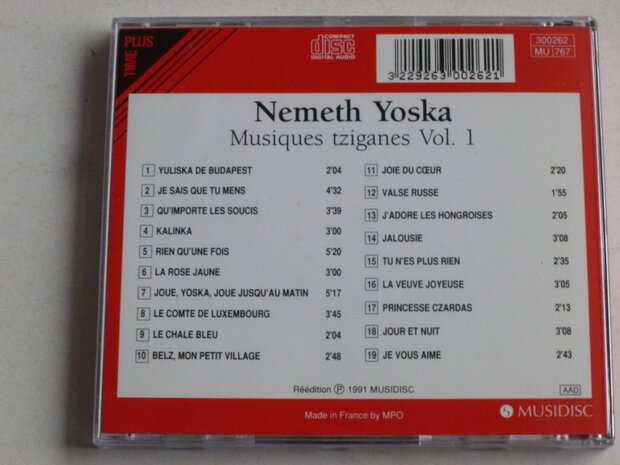 TIME PLUS
COMPACT
disc
DIGITAL AUDIO
3 229263 002621
300262
MU 767
Nemeth Yoska
Musiques tziganes Vol. 1
1 YULISKA DE BUDAPEST 2'04
2 JE SAIS QUE TU MENS 4'32
3 QU'IMPORTE LES SOUCIS 3'39
4 KALINKA 3'00
5 RIEN QU'UNE FOIS 5'20
6 LA ROSE JAUNE 3'00
7 JOUE, YOSKA, JOUE JUSQU'AU MATIN 5'17
8 LE COMTE DE LUXEMBOURG 3'45
9 LE CHALE BLEU 2'04
10 BELZ, MON PETIT VILLAGE 2'48
11 JOIE DU CŒUR 2'20
12 VALSE RUSSE 1'55
13 J'ADORE LES HONGROISES 2'05
14 JALOUSIE 3'08
15 TU N'ES PLUS RIEN 2'35
16 LA VEUVE JOYEUSE 3'05
17 PRINCESSE CZARDAS 2'13
18 JOUR ET NUIT 3'08
19 JE VOUS AIME 2'43
Réédition Ⓟ 1991 MUSIDISC
AAD
Made in France by MPO
MUSIDISC